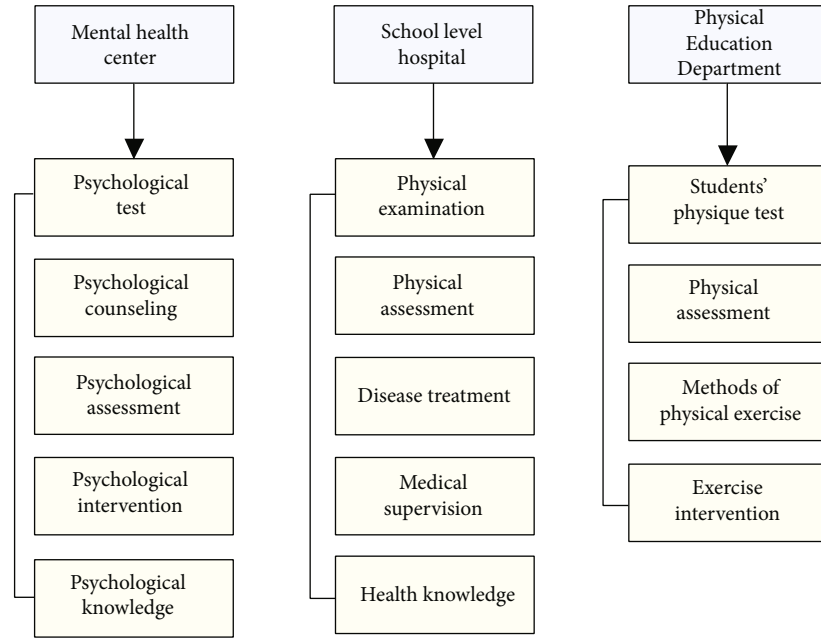 Mental health
center
Psychological
test
Psychological
counseling
Psychological
assessment
Psychological
intervention
Psychological
knowledge
School level
hospital
Physical
examination
Physical
assessment
Disease treatment
Medical
supervision
Health knowledge
Physical
Education
Department
Students’
physique test
Physical
assessment
Methods of
physical exercise
Exercise
intervention